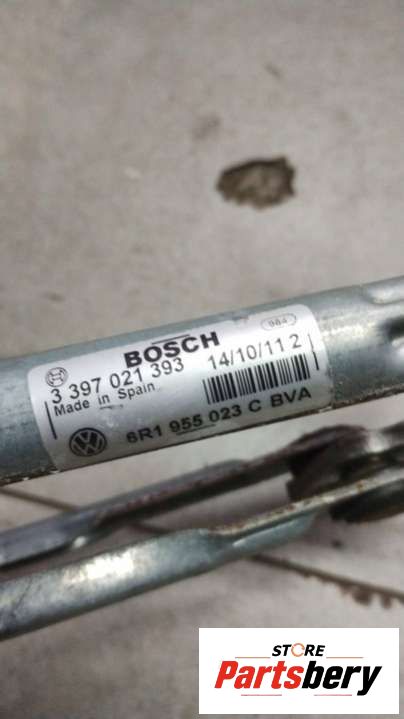 984
BOSCH
3 397 021 393 14/10/11 2
Made in Spain
6R1 955 023 C BVA
STORE
Partsbery